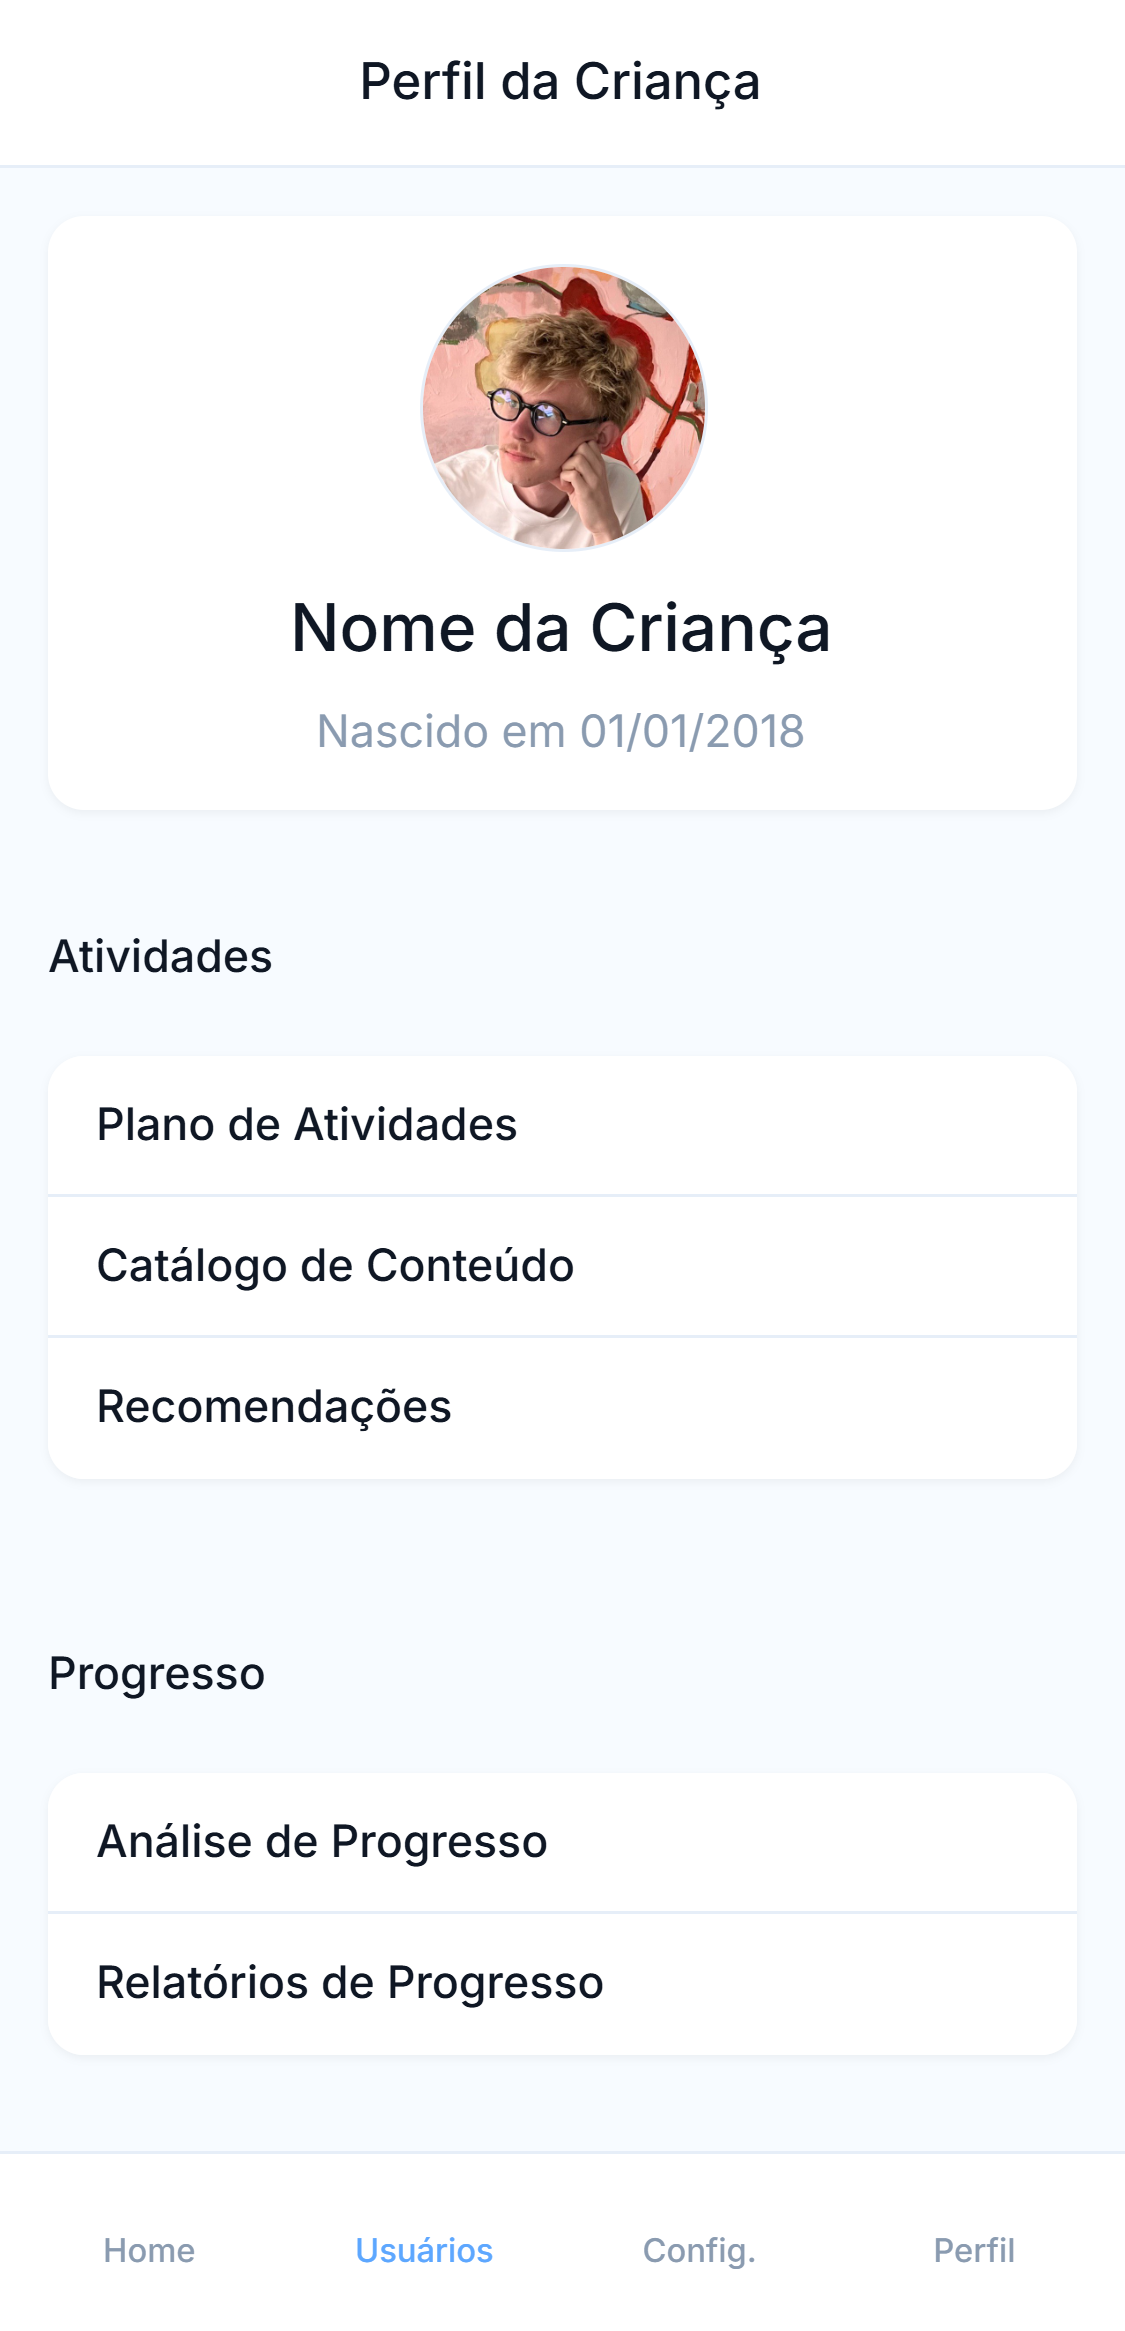 Perfil da Criança
Nome da Criança
Nascido em 01/01/2018
Atividades
Plano de Atividades
Catálogo de Conteúdo
Recomendações
Progresso
Análise de Progresso
Relatórios de Progresso
Home Usuários Config. Perfil